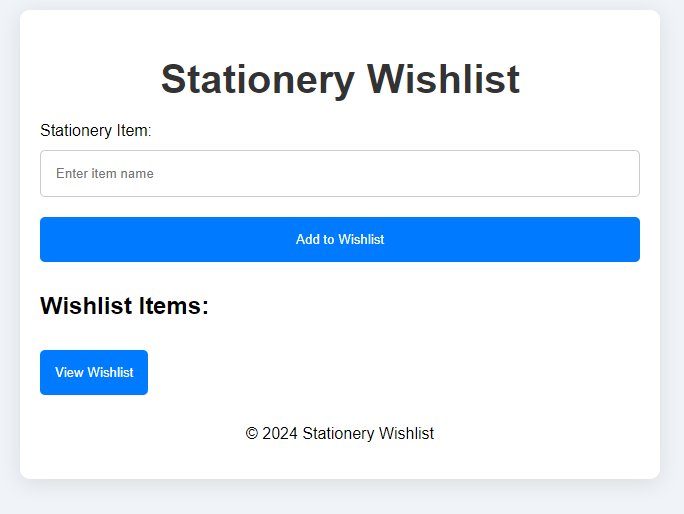 Stationery Wishlist
Stationery Item:
Enter item name
Add to Wishlist
Wishlist Items:
View Wishlist
© 2024 Stationery Wishlist